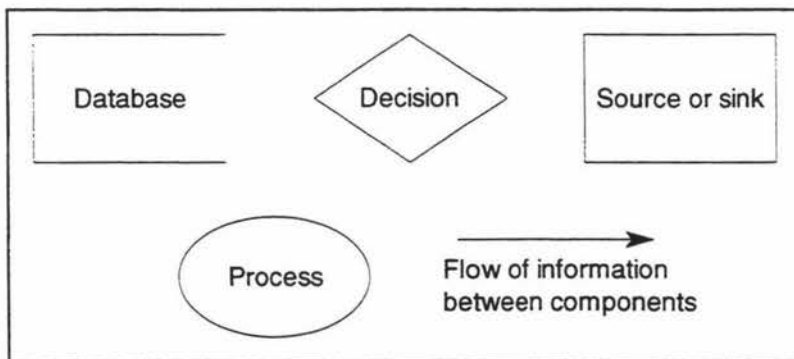 Database
Decision
Source or sink
Process
Flow of information
between components